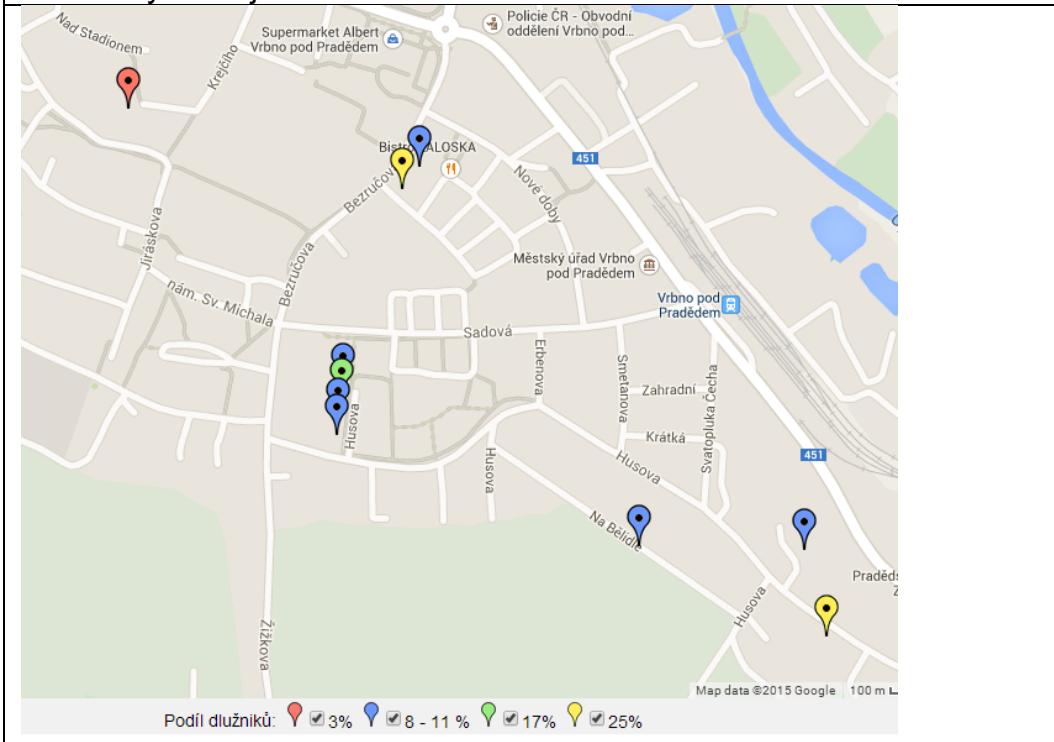 Policie ČR - Obvodní
oddělení Vrbno pod...
Nad Stadionem
Supermarket Albert
Vrbno pod Pradědem
Krejčího
Bezručova
Nové doby
451
Jiráskova
Městský úřad Vrbno
pod Pradědem
Bezručova
nám. Sv. Michala
Vrbno pod
Pradědem
Sadová
Erbenova
Smetanova
Zahradní
Svatopluka Čecha
Krátká
Husova
451
Husova
Husova
Na Bělidle
Husova
Žižkova
Map data ©2015 Google
100 m
Podíl dlužníků: 3% 8 - 11 % 17% 25%